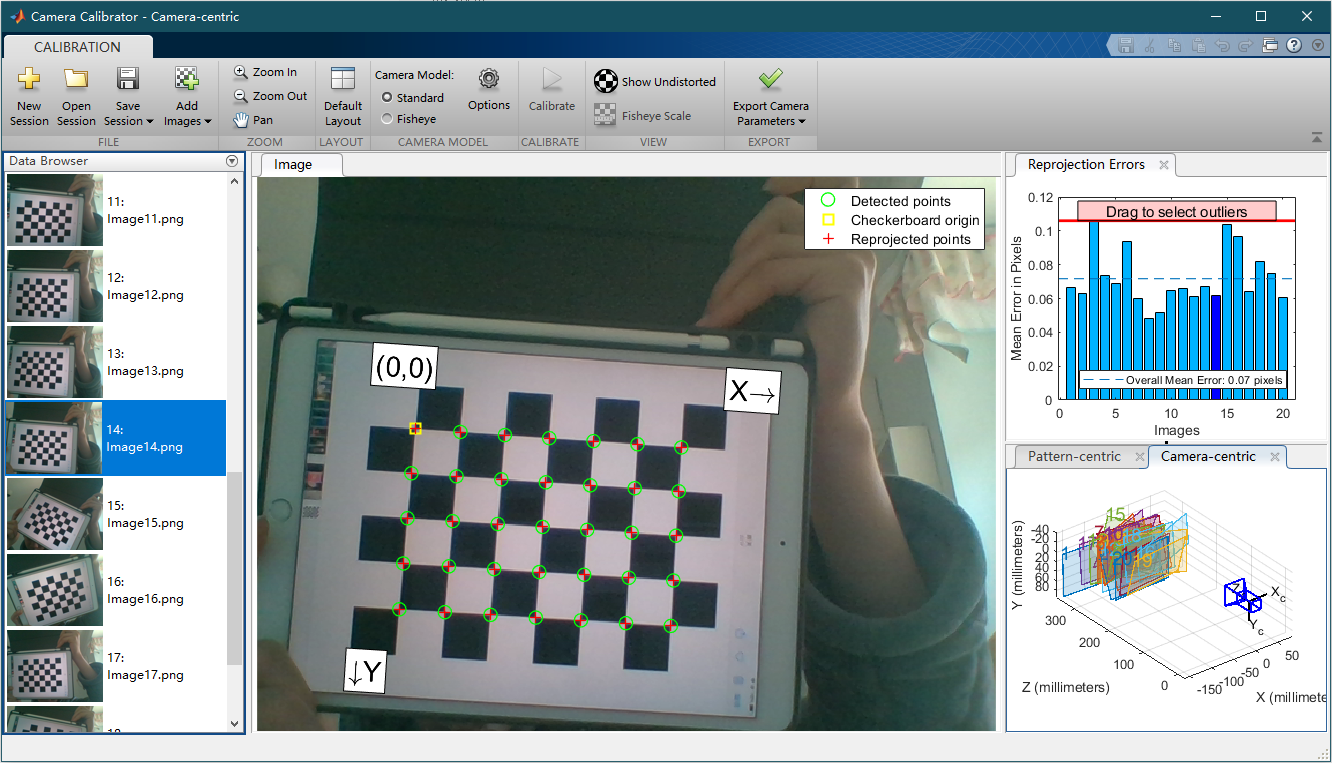 Camera Calibrator - Camera-centric
CALIBRATION
New Session
Open Session
Save Session
Add Images
FILE
Zoom In
Zoom Out
Pan
ZOOM
Default Layout
LAYOUT
Camera Model:
Standard
Fisheye
Options
CAMERA MODEL
Calibrate
CALIBRATE
Show Undistorted
Fisheye Scale
VIEW
Export Camera Parameters
EXPORT
Data Browser
11:
Image11.png
12:
Image12.png
13:
Image13.png
14:
Image14.png
15:
Image15.png
16:
Image16.png
17:
Image17.png
Image
Detected points
Checkerboard origin
Reprojected points
(0,0)
X→
↓Y
Reprojection Errors
Drag to select outliers
0.12
0.1
0.08
0.06
0.04
0.02
0
Mean Error in Pixels
Overall Mean Error: 0.07 pixels
0 5 10 15 20
Images
Pattern-centric
Camera-centric
-40
-20
0
20
40
60
80
Y (millimeters)
300
200
100
0
Z (millimeters)
-150 -100 -50 0 50
X (millimete
Xc
Yc
15
19